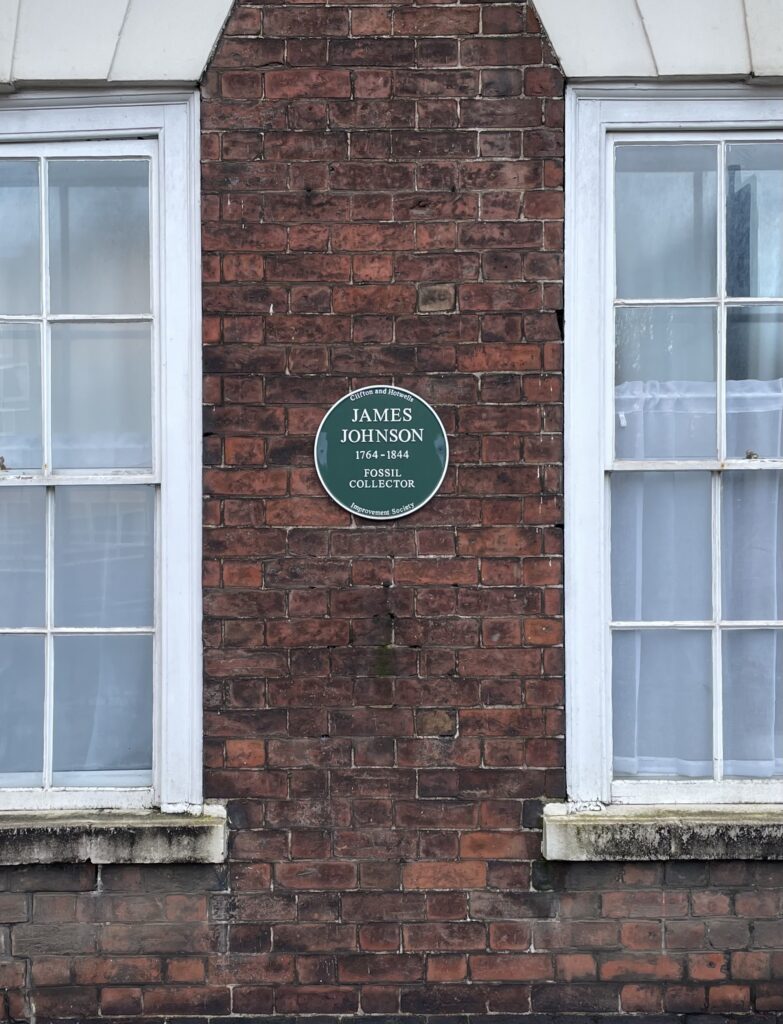 Clifton and Hotwells
JAMES
JOHNSON
1764-1844
FOSSIL
COLLECTOR
Improvement Society